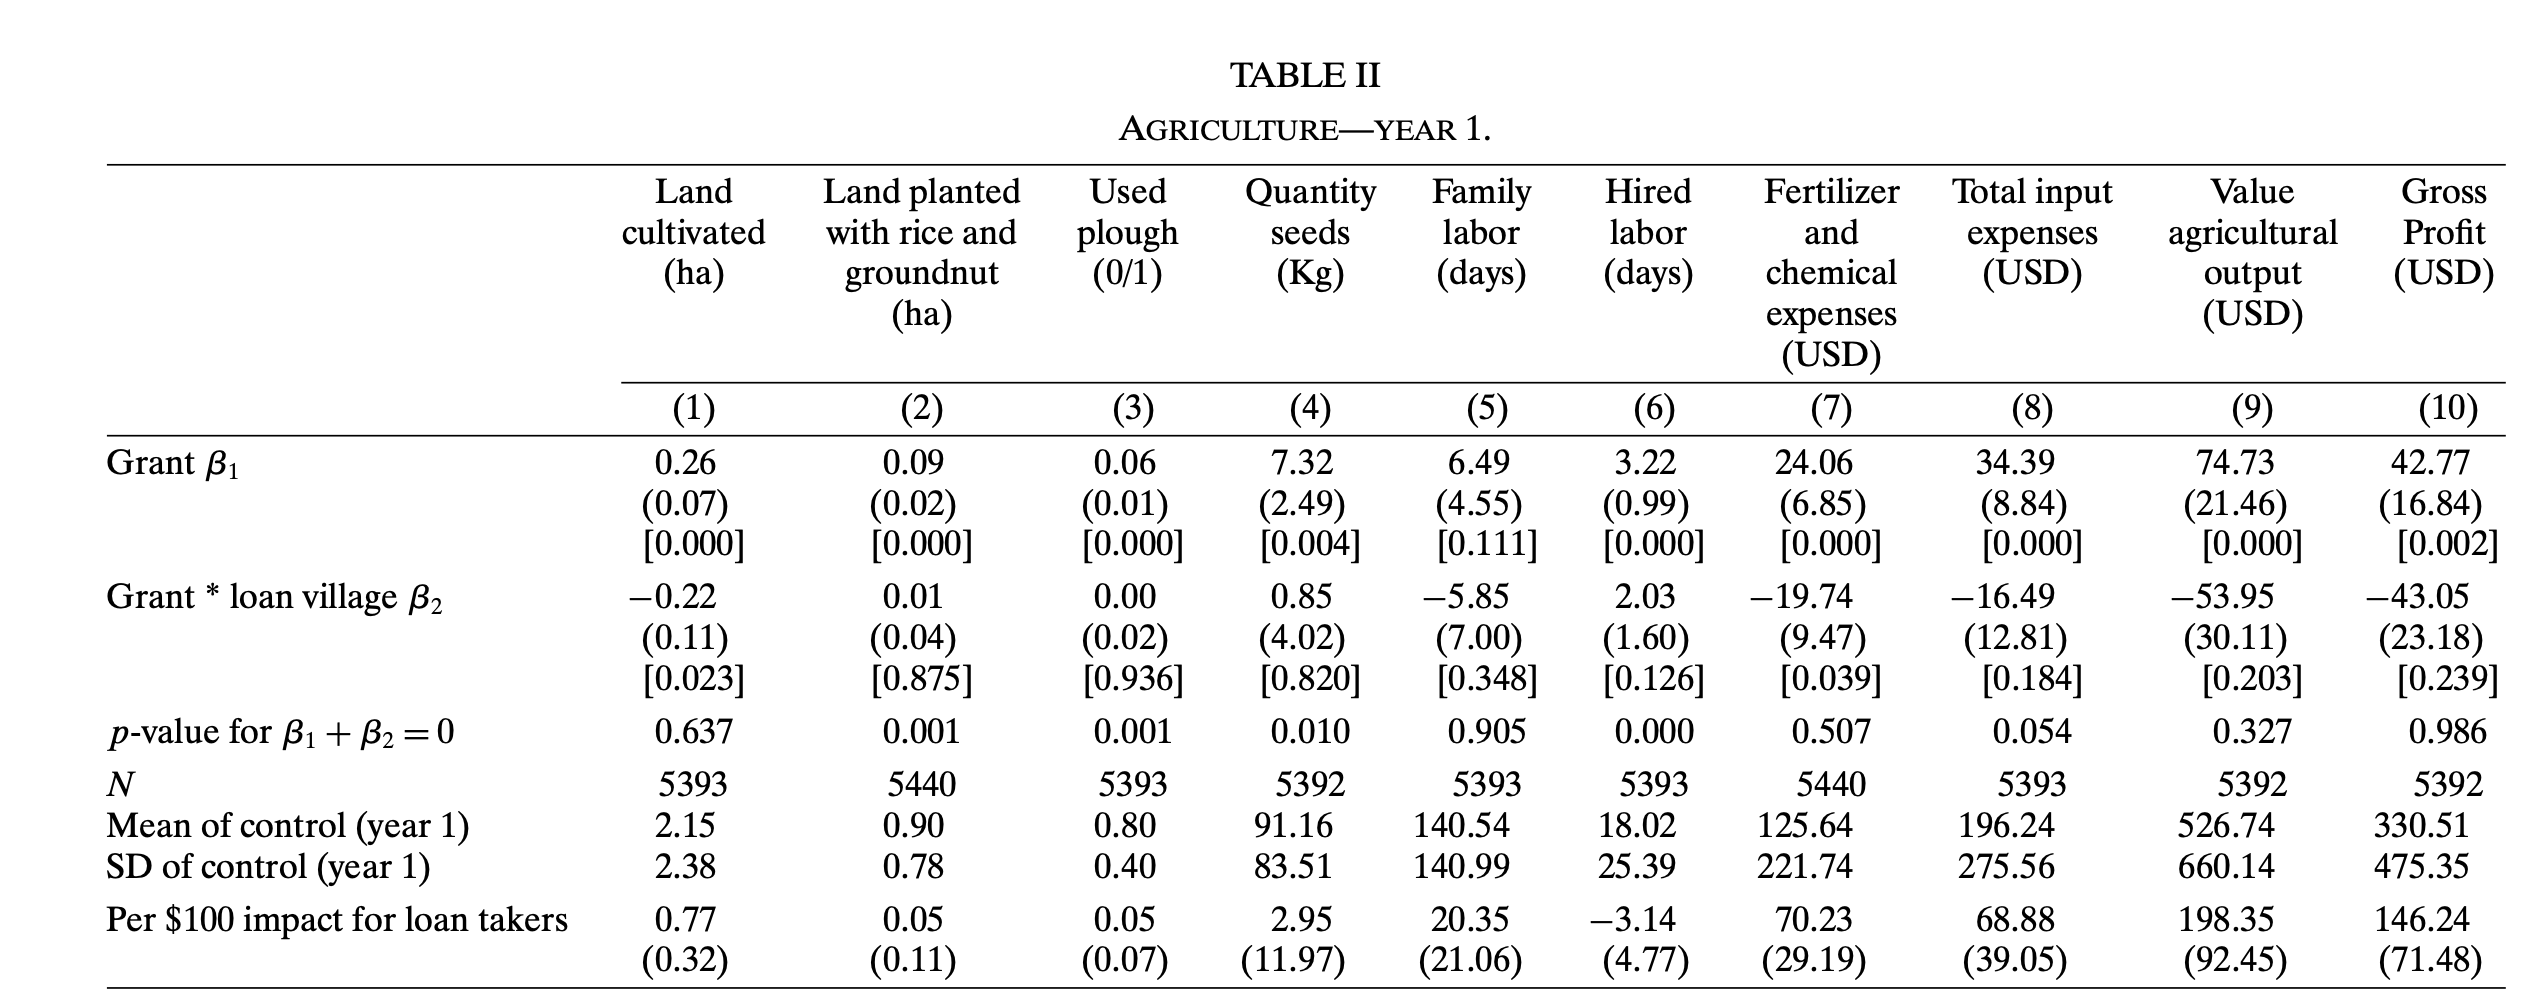 TABLE II
AGRICULTURE—YEAR 1.
Land Land planted Used Quantity Family Hired Fertilizer Total input Value Gross
cultivated with rice and plough seeds labor labor and expenses agricultural Profit
(ha) groundnut (0/1) (Kg) (days) (days) chemical (USD) output (USD)
(ha) expenses (USD)
(USD)
(1) (2) (3) (4) (5) (6) (7) (8) (9) (10)
Grant β1 0.26 0.09 0.06 7.32 6.49 3.22 24.06 34.39 74.73 42.77
(0.07) (0.02) (0.01) (2.49) (4.55) (0.99) (6.85) (8.84) (21.46) (16.84)
[0.000] [0.000] [0.000] [0.004] [0.111] [0.000] [0.000] [0.000] [0.000] [0.002]
Grant * loan village β2 −0.22 0.01 0.00 0.85 −5.85 2.03 −19.74 −16.49 −53.95 −43.05
(0.11) (0.04) (0.02) (4.02) (7.00) (1.60) (9.47) (12.81) (30.11) (23.18)
[0.023] [0.875] [0.936] [0.820] [0.348] [0.126] [0.039] [0.184] [0.203] [0.239]
p-value for β1 + β2 = 0 0.637 0.001 0.001 0.010 0.905 0.000 0.507 0.054 0.327 0.986
N 5393 5440 5393 5392 5393 5393 5440 5393 5392 5392
Mean of control (year 1) 2.15 0.90 0.80 91.16 140.54 18.02 125.64 196.24 526.74 330.51
SD of control (year 1) 2.38 0.78 0.40 83.51 140.99 25.39 221.74 275.56 660.14 475.35
Per $100 impact for loan takers 0.77 0.05 0.05 2.95 20.35 −3.14 70.23 68.88 198.35 146.24
(0.32) (0.11) (0.07) (11.97) (21.06) (4.77) (29.19) (39.05) (92.45) (71.48)